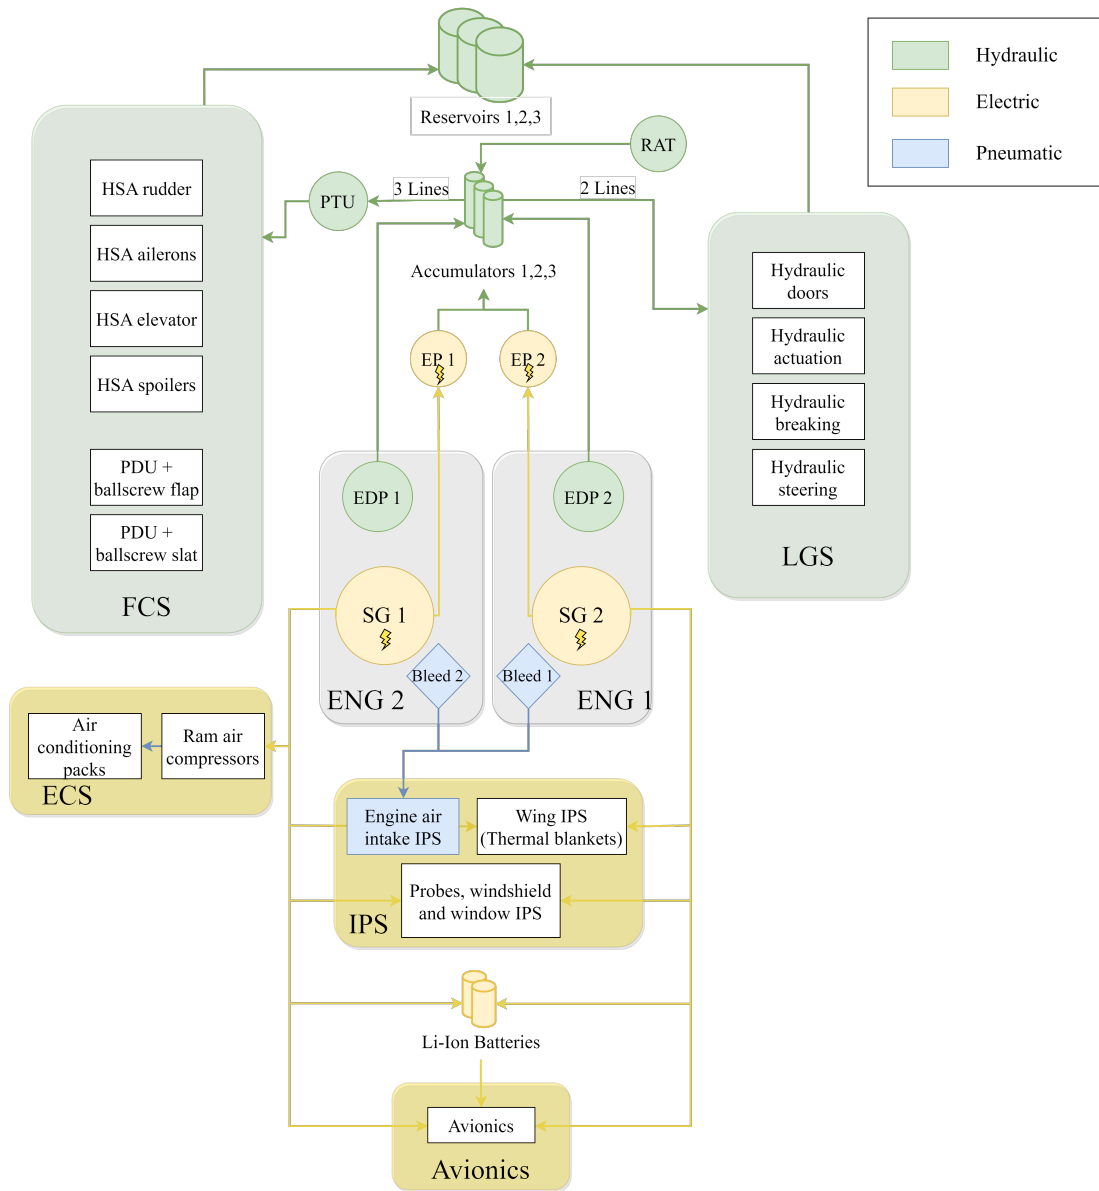 Hydraulic
Electric
Pneumatic
Reservoirs 1,2,3
RAT
3 Lines
2 Lines
PTU
Accumulators 1,2,3
HSA rudder
HSA ailerons
HSA elevator
HSA spoilers
PDU +
ballscrew flap
PDU +
ballscrew slat
FCS
Hydraulic
doors
Hydraulic
actuation
Hydraulic
breaking
Hydraulic
steering
LGS
EP 1
EP 2
EDP 1
EDP 2
SG 1
SG 2
Bleed 2
Bleed 1
ENG 2
ENG 1
Air
conditioning
packs
Ram air
compressors
ECS
Engine air
intake IPS
Wing IPS
(Thermal blankets)
Probes, windshield
and window IPS
IPS
Li-Ion Batteries
Avionics
Avionics